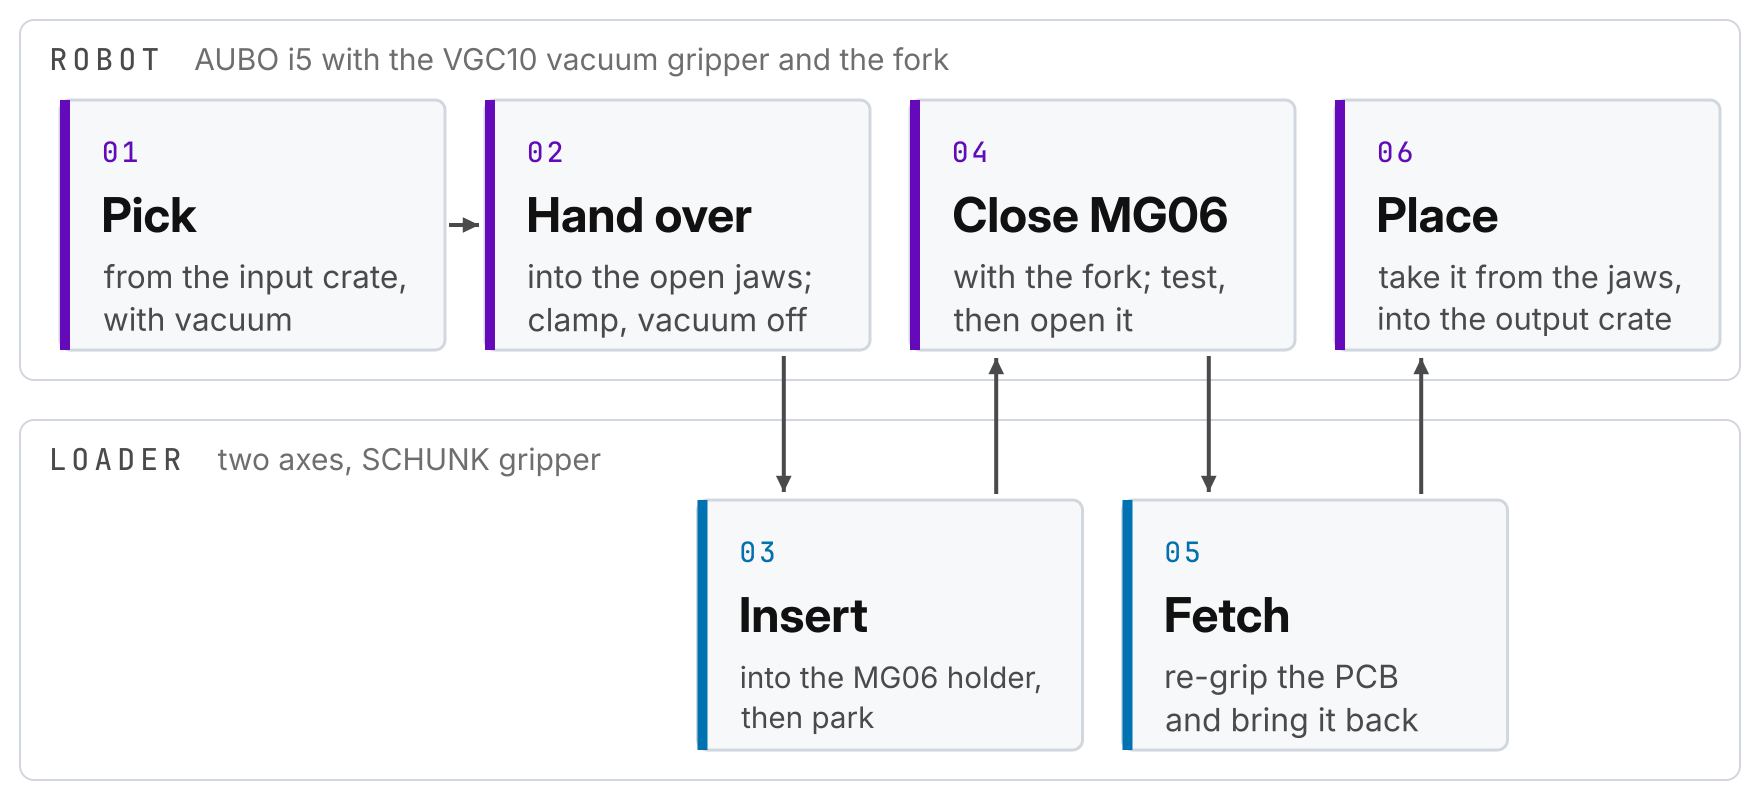 ROBOT AUBO i5 with the VGC10 vacuum gripper and the fork
01
Pick
from the input crate,
with vacuum
02
Hand over
into the open jaws;
clamp, vacuum off
04
Close MG06
with the fork; test,
then open it
06
Place
take it from the jaws,
into the output crate
LOADER two axes, SCHUNK gripper
03
Insert
into the MG06 holder,
then park
05
Fetch
re-grip the PCB
and bring it back